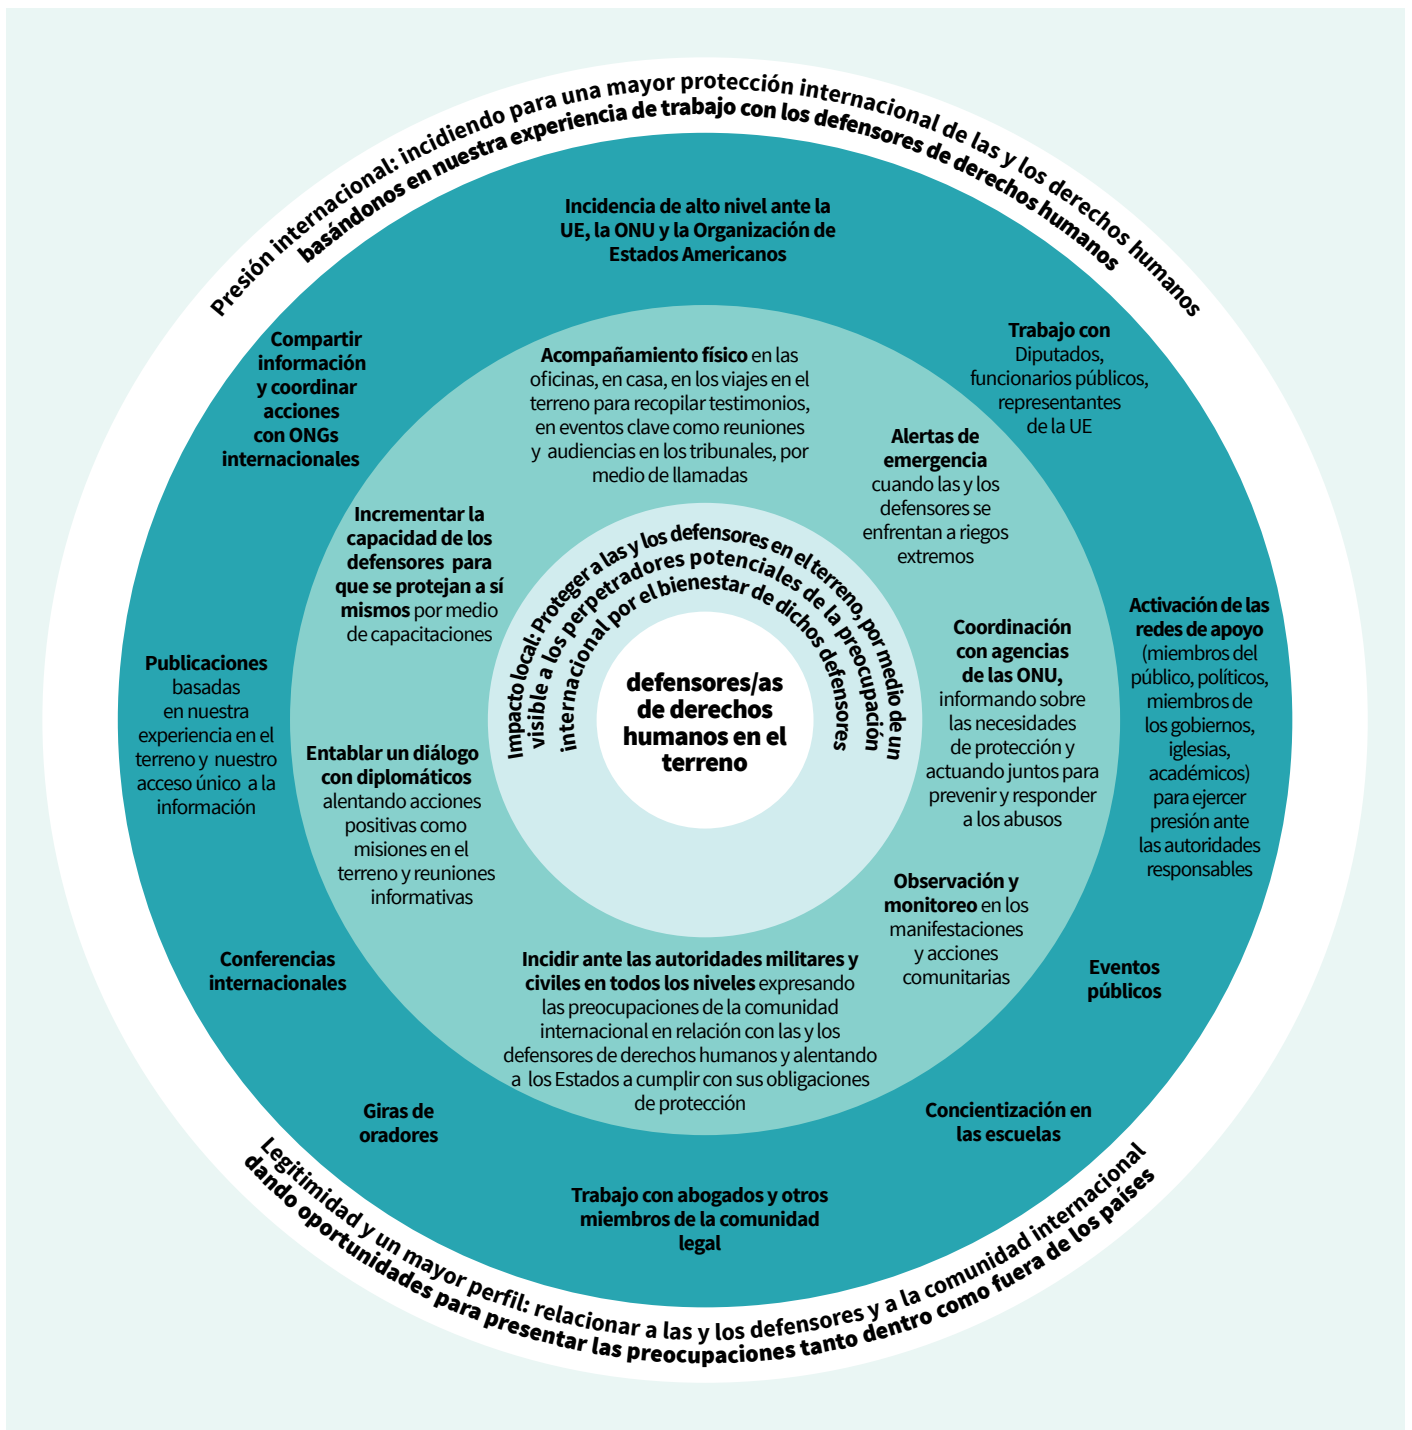 Presión internacional: incidiendo para una mayor protección internacional de las y los derechos humanos
basándonos en nuestra experiencia de trabajo con los defensores de derechos humanos
Incidencia de alto nivel ante la
UE, la ONU y la Organización de
Estados Americanos
Trabajo con
Diputados,
funcionarios públicos,
representantes
de la UE
Activación de las
redes de apoyo
(miembros del
público, políticos,
miembros de
los gobiernos,
iglesias,
académicos)
para ejercer
presión ante
las autoridades
responsables
Eventos
públicos
Concientización en
las escuelas
Trabajo con abogados y otros
miembros de la comunidad
legal
Giras de
oradores
Conferencias
internacionales
Publicaciones
basadas
en nuestra
experiencia en el
terreno y nuestro
acceso único a la
información
Compartir
información
y coordinar
acciones
con ONGs
internacionales
Acompañamiento físico en las
oficinas, en casa, en los viajes en el
terreno para recopilar testimonios,
en eventos clave como reuniones
y audiencias en los tribunales, por
medio de llamadas
Alertas de
emergencia
cuando las y los
defensores se
enfrentan a riegos
extremos
Coordinación
con agencias
de las ONU,
informando sobre
las necesidades
de protección y
actuando juntos para
prevenir y responder
a los abusos
Observación y
monitoreo en los
manifestaciones
y acciones
comunitarias
Incidir ante las autoridades militares y
civiles en todos los niveles expresando
las preocupaciones de la comunidad
internacional en relación con las y los
defensores de derechos humanos y alentando
a los Estados a cumplir con sus obligaciones
de protección
Entablar un diálogo
con diplomáticos
alentando acciones
positivas como
misiones en el
terreno y reuniones
informativas
Incrementar la
capacidad de los
defensores para
que se protejan a sí
mismos por medio
de capacitaciones
Impacto local: Proteger a las y los defensores en el terreno, por medio de un
visible a los perpetradores potenciales de la preocupación
internacional por el bienestar de dichos defensores
defensores/as
de derechos
humanos en el
terreno
Legitimidad y un mayor perfil: relacionar a las y los defensores y a la comunidad internacional
dando oportunidades para presentar las preocupaciones tanto dentro como fuera de los países